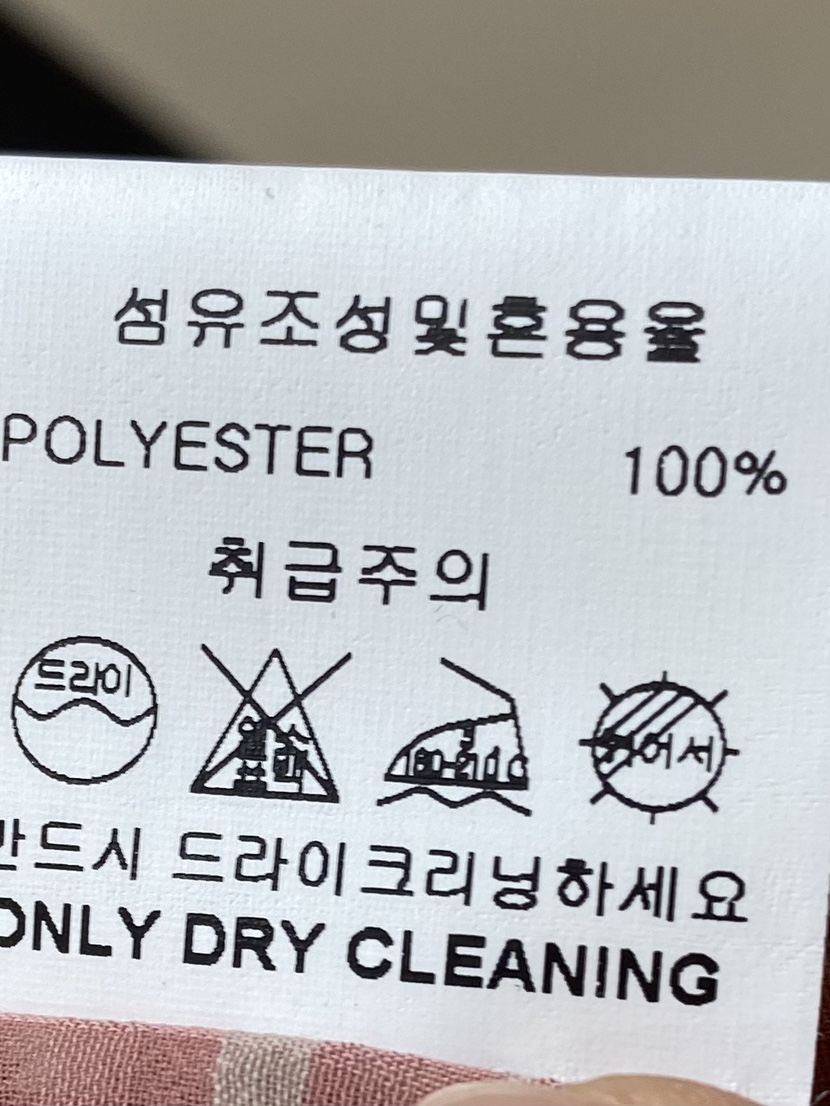 섬유조성및혼용율
POLYESTER 100%
취급주의
드라이
반드시 드라이크리닝하세요
ONLY DRY CLEANING